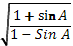 √((1 + sin A)/(1 − Sin A))